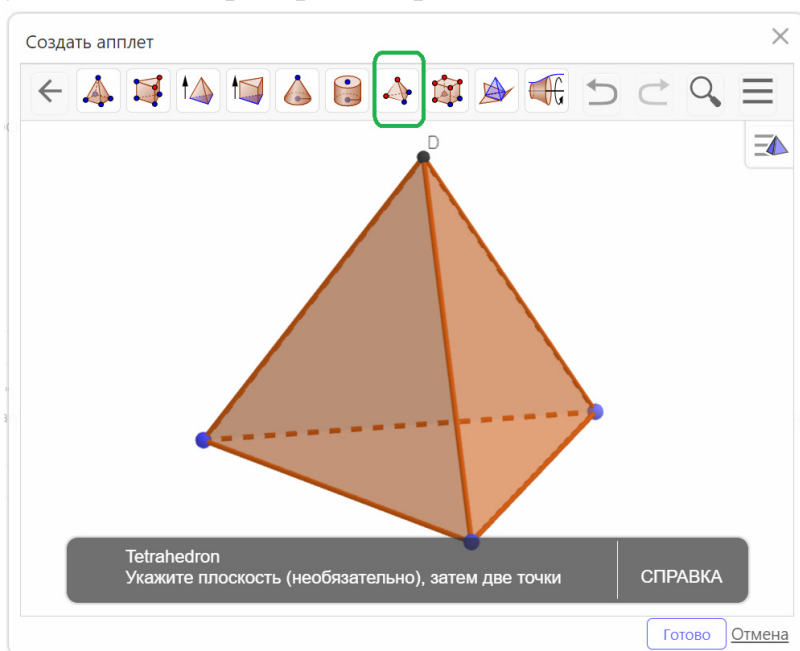 Создать апплет
D
Tetrahedron
Укажите плоскость (необязательно), затем две точки
СПРАВКА
Готово
Отмена